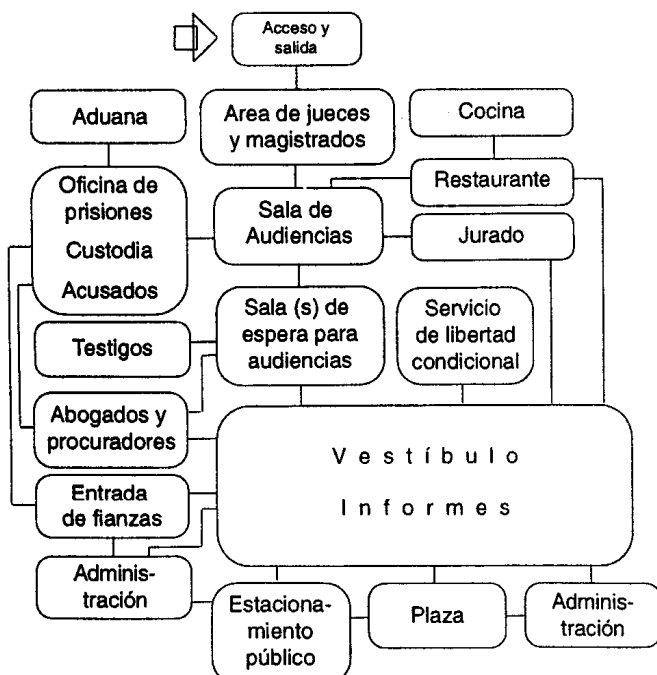 Acceso y
salida
Aduana
Area de jueces
y magistrados
Cocina
Oficina de
prisiones
Custodia
Acusados
Sala de
Audiencias
Restaurante
Jurado
Testigos
Sala (s) de
espera para
audiencias
Servicio
de libertad
condicional
Abogados y
procuradores
Vestíbulo
Informes
Entrada
de fianzas
Adminis-
tración
Estaciona-
miento
público
Plaza
Adminis-
tración